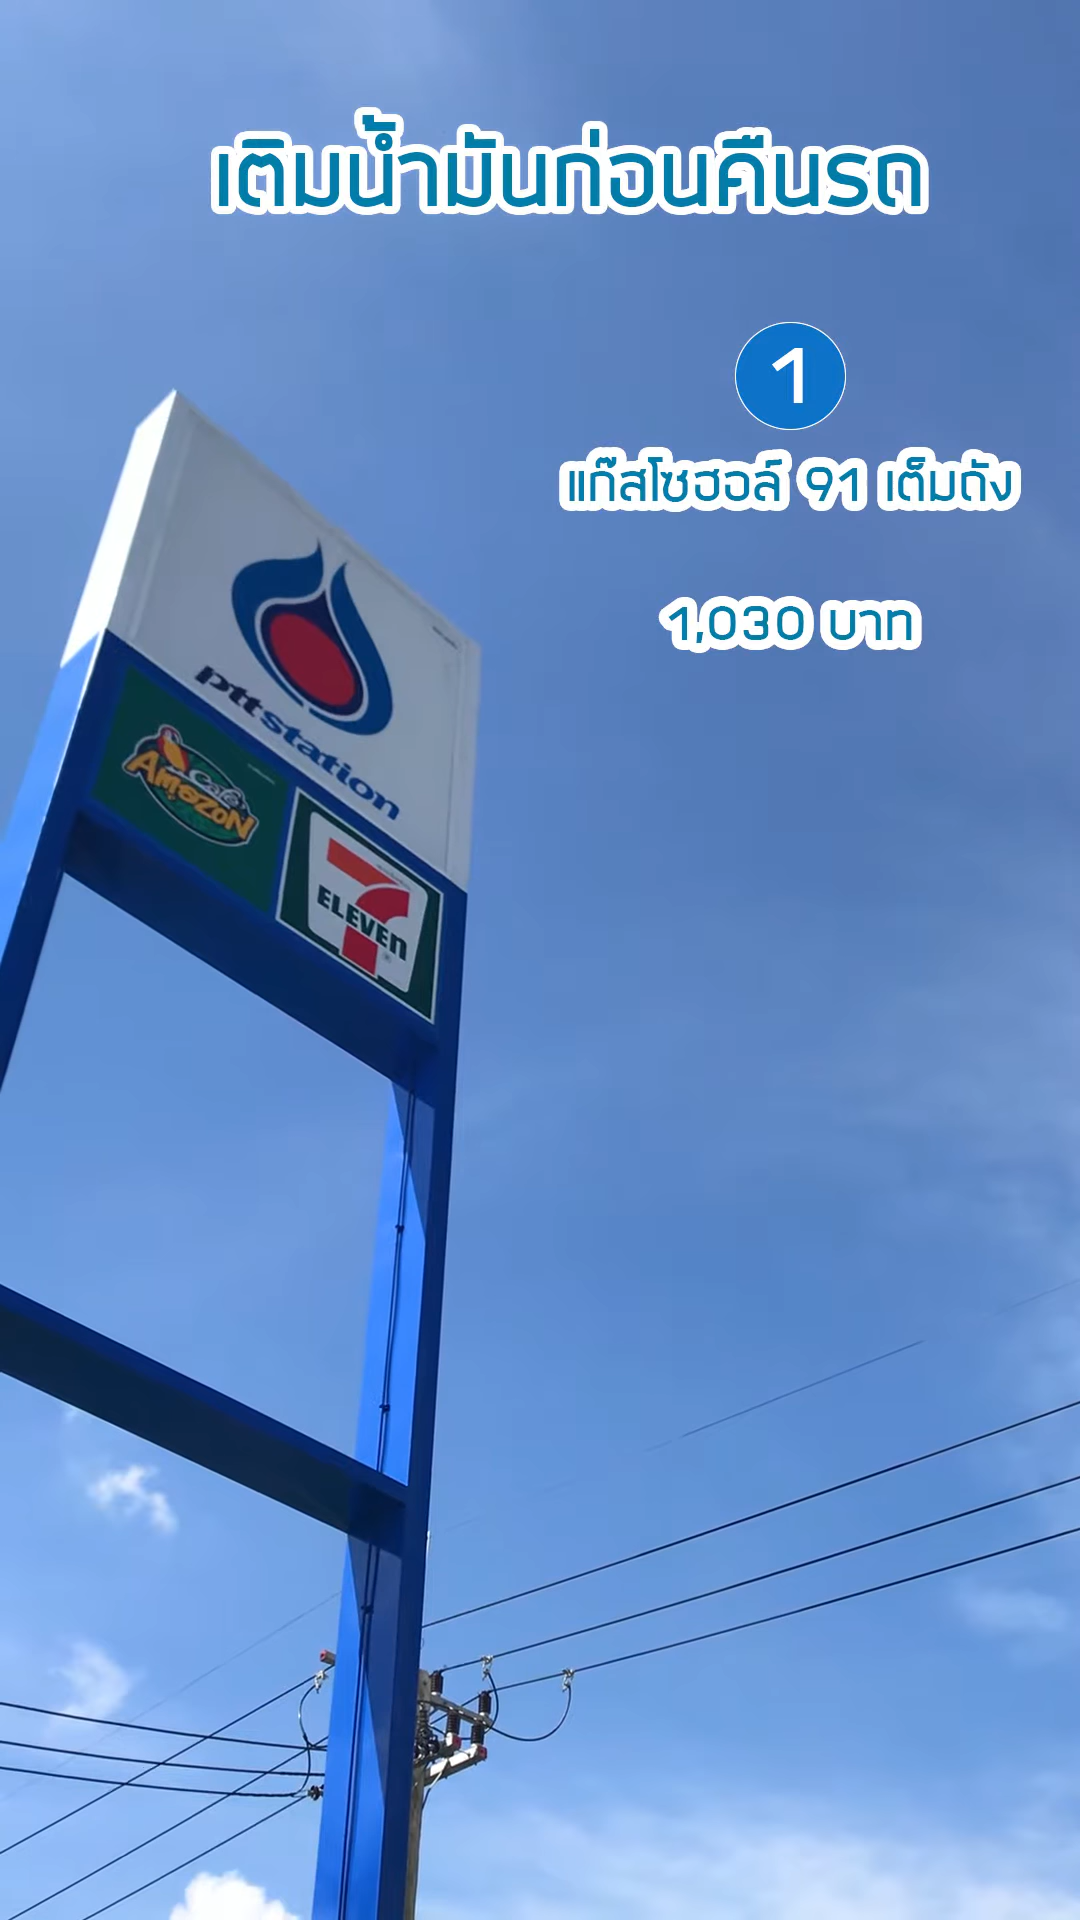 เติมน้ำมันก่อนคืนรถ
1
แก๊สโซฮอล์ 91 เต็มถัง
1,030 บาท
ptt station
Café
AMAZON
7
ELEVEn